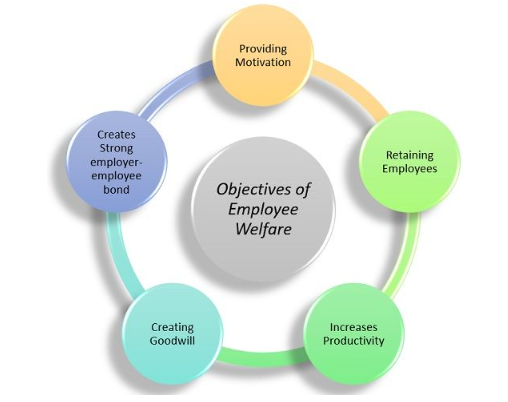 Providing
Motivation
Retaining
Employees
Increases
Productivity
Creating
Goodwill
Creates
Strong
employer-
employee
bond
Objectives of
Employee
Welfare